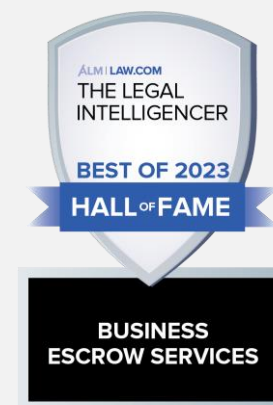 ALM | LAW.COM
THE LEGAL
INTELLIGENCER
BEST OF 2023
HALL OF FAME
BUSINESS
ESCROW SERVICES